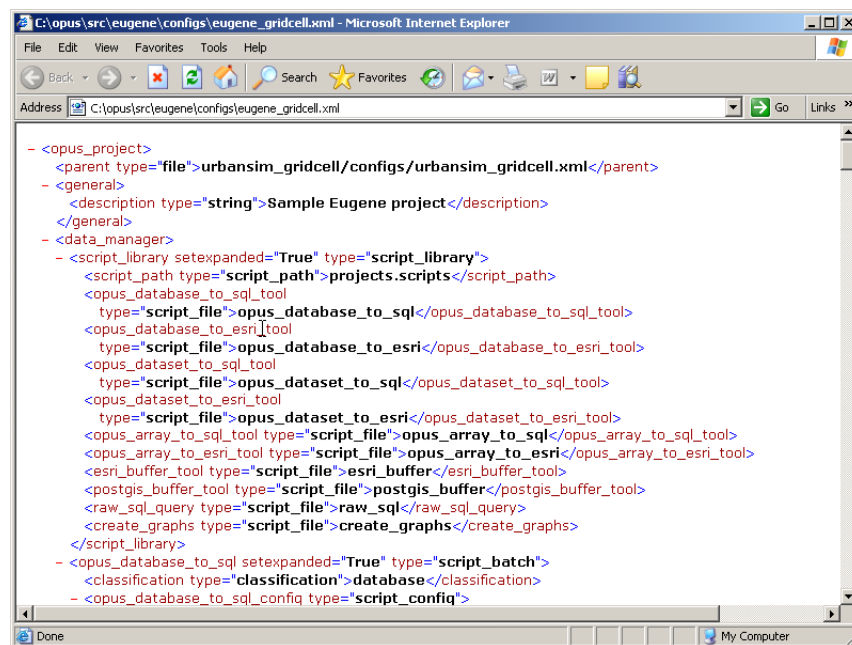 C:\opus\src\eugene\configs\eugene_gridcell.xml - Microsoft Internet Explorer
File Edit View Favorites Tools Help
Back Search Favorites
Address C:\opus\src\eugene\configs\eugene_gridcell.xml Go Links »
- <opus_project>
<parent type="file">urbansim_gridcell/configs/urbansim_gridcell.xml</parent>
- <general>
<description type="string">Sample Eugene project</description>
</general>
- <data_manager>
- <script_library setexpanded="True" type="script_library">
<script_path type="script_path">projects.scripts</script_path>
<opus_database_to_sql_tool
type="script_file">opus_database_to_sql</opus_database_to_sql_tool>
<opus_database_to_esri_tool
type="script_file">opus_database_to_esri</opus_database_to_esri_tool>
<opus_dataset_to_sql_tool
type="script_file">opus_dataset_to_sql</opus_dataset_to_sql_tool>
<opus_dataset_to_esri_tool
type="script_file">opus_dataset_to_esri</opus_dataset_to_esri_tool>
<opus_array_to_sql_tool type="script_file">opus_array_to_sql</opus_array_to_sql_tool>
<opus_array_to_esri_tool type="script_file">opus_array_to_esri</opus_array_to_esri_tool>
<esri_buffer_tool type="script_file">esri_buffer</esri_buffer_tool>
<postgis_buffer_tool type="script_file">postgis_buffer</postgis_buffer_tool>
<raw_sql_query type="script_file">raw_sql</raw_sql_query>
<create_graphs type="script_file">create_graphs</create_graphs>
</script_library>
- <opus_database_to_sql setexpanded="True" type="script_batch">
<classification type="classification">database</classification>
- <opus_database_to_sql_config type="script_config">
Done My Computer